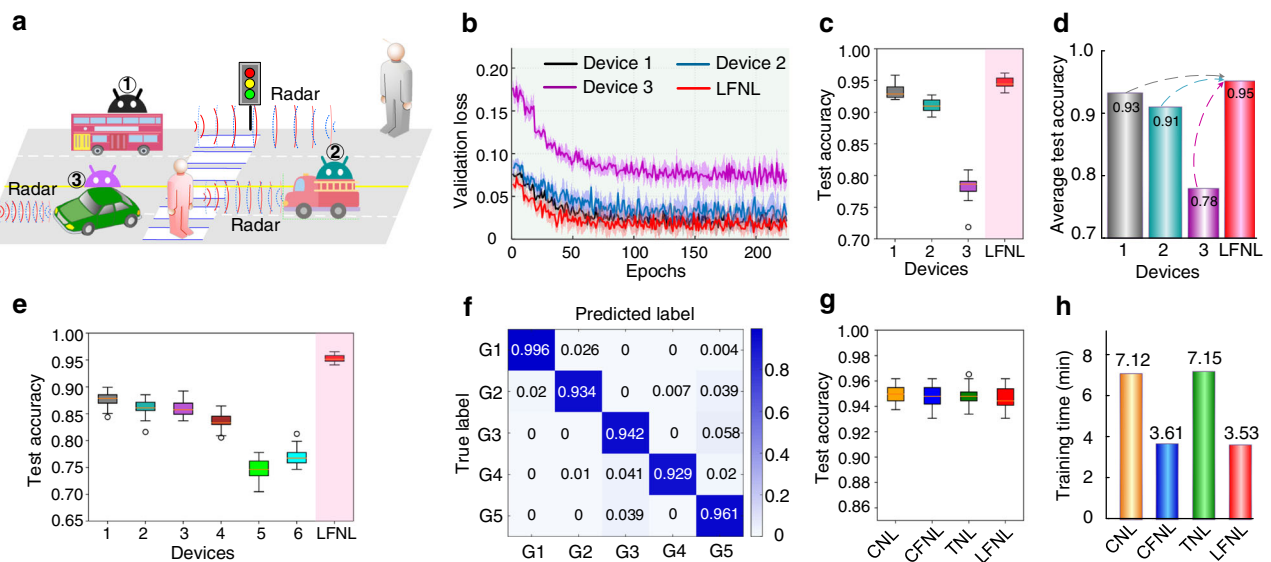 a
①
Radar
②
③
Radar
Radar
b
Validation loss
0.20
0.15
0.10
0.05
0
Device 1
Device 2
Device 3
LFNL
0
50
100
150
200
Epochs
c
Test accuracy
1.00
0.95
0.90
0.85
0.80
0.75
0.70
1 2 3 LFNL
Devices
d
Average test accuracy
1.0
0.9
0.8
0.7
0.93
0.91
0.78
0.95
1 2 3 LFNL
Devices
e
Test accuracy
1.00
0.95
0.90
0.85
0.80
0.75
0.70
0.65
1 2 3 4 5 6 LFNL
Devices
f
Predicted label
True label
G1 0.996 0.026 0 0 0.004
G2 0.02 0.934 0 0.007 0.039
G3 0 0 0.942 0 0.058
G4 0 0.01 0.041 0.929 0.02
G5 0 0 0.039 0 0.961
G1 G2 G3 G4 G5
0.8
0.6
0.4
0.2
0
g
Test accuracy
1.00
0.98
0.96
0.94
0.92
0.90
0.88
0.86
CNL CFNL TNL LFNL
h
Training time (min)
8
6
4
2
0
7.12
3.61
7.15
3.53
CNL CFNL TNL LFNL